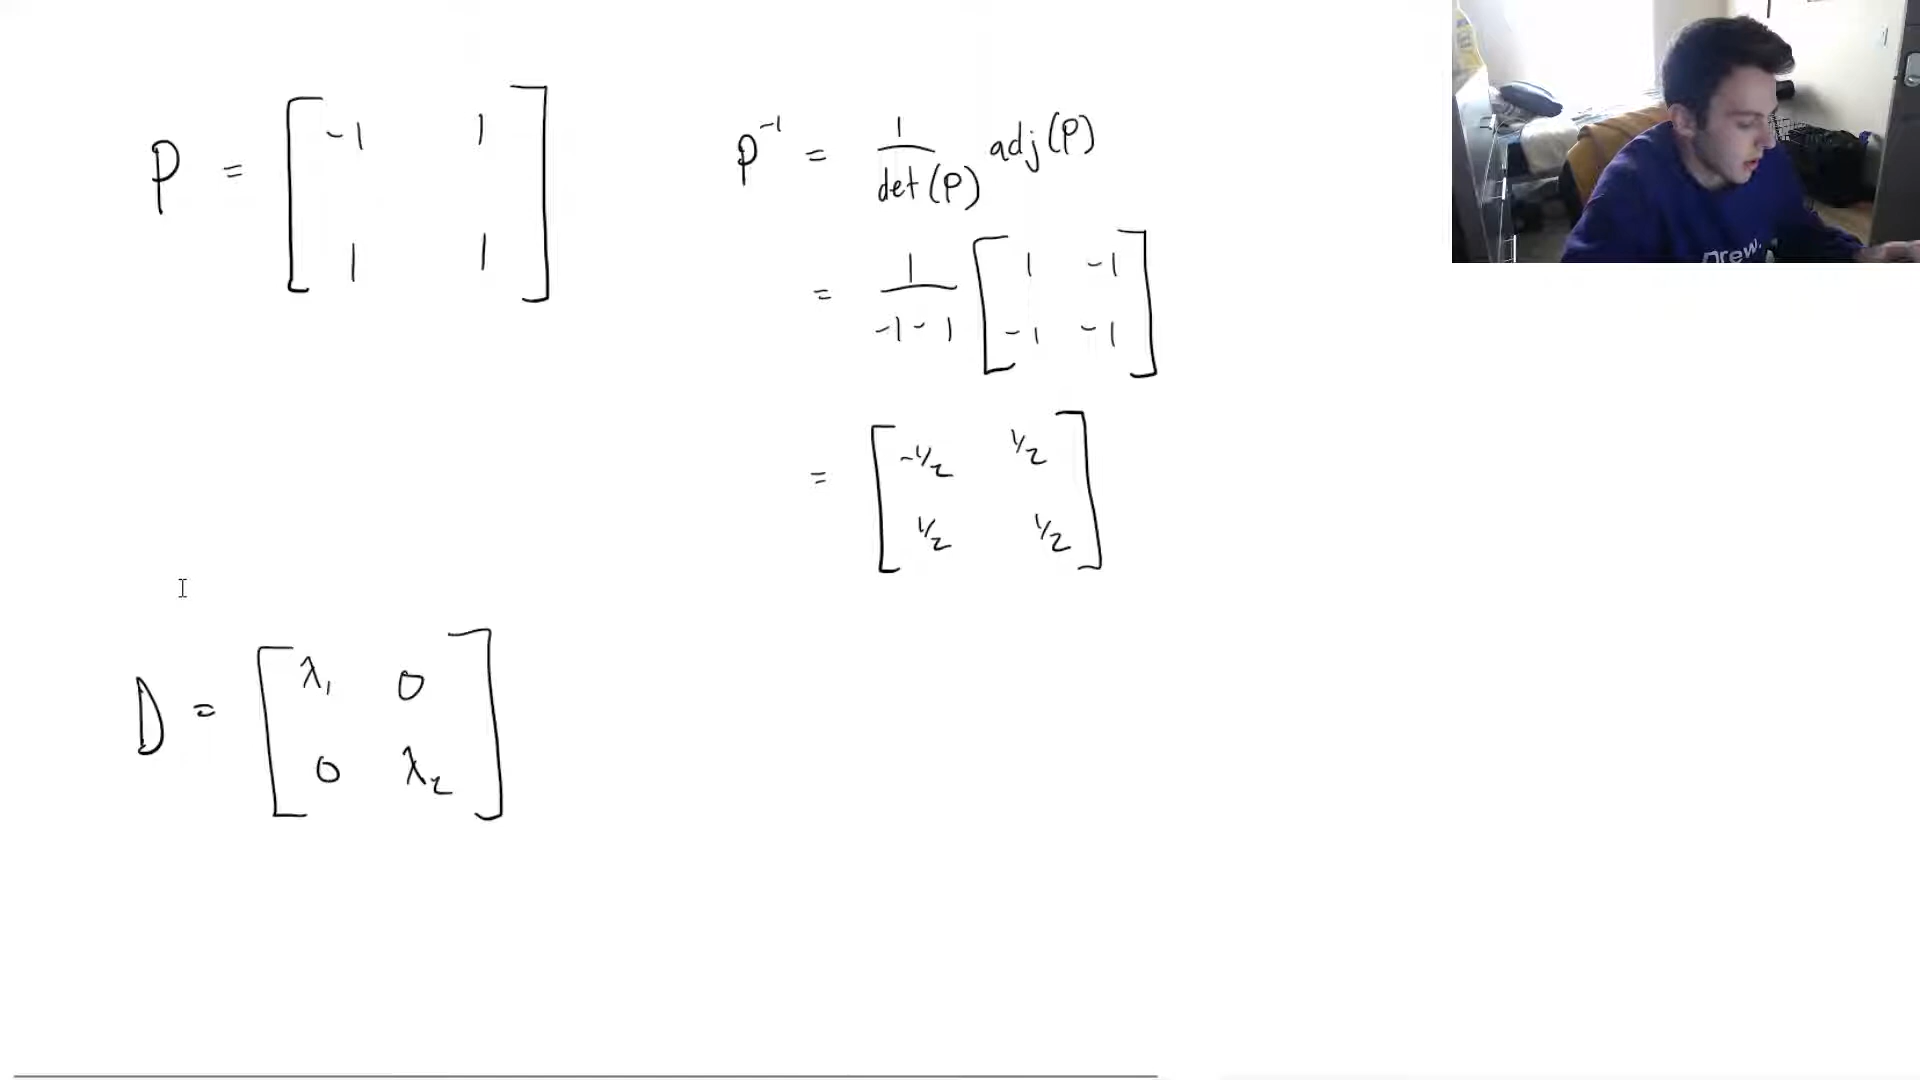 P = [ -1 1
1 1 ]
P⁻¹ = 1/det(P) adj(P)
= 1/-1-1 [ 1 -1
-1 -1 ]
= [ -1/2 1/2
1/2 1/2 ]
D = [ λ₁ 0
0 λ₂ ]
Drew.